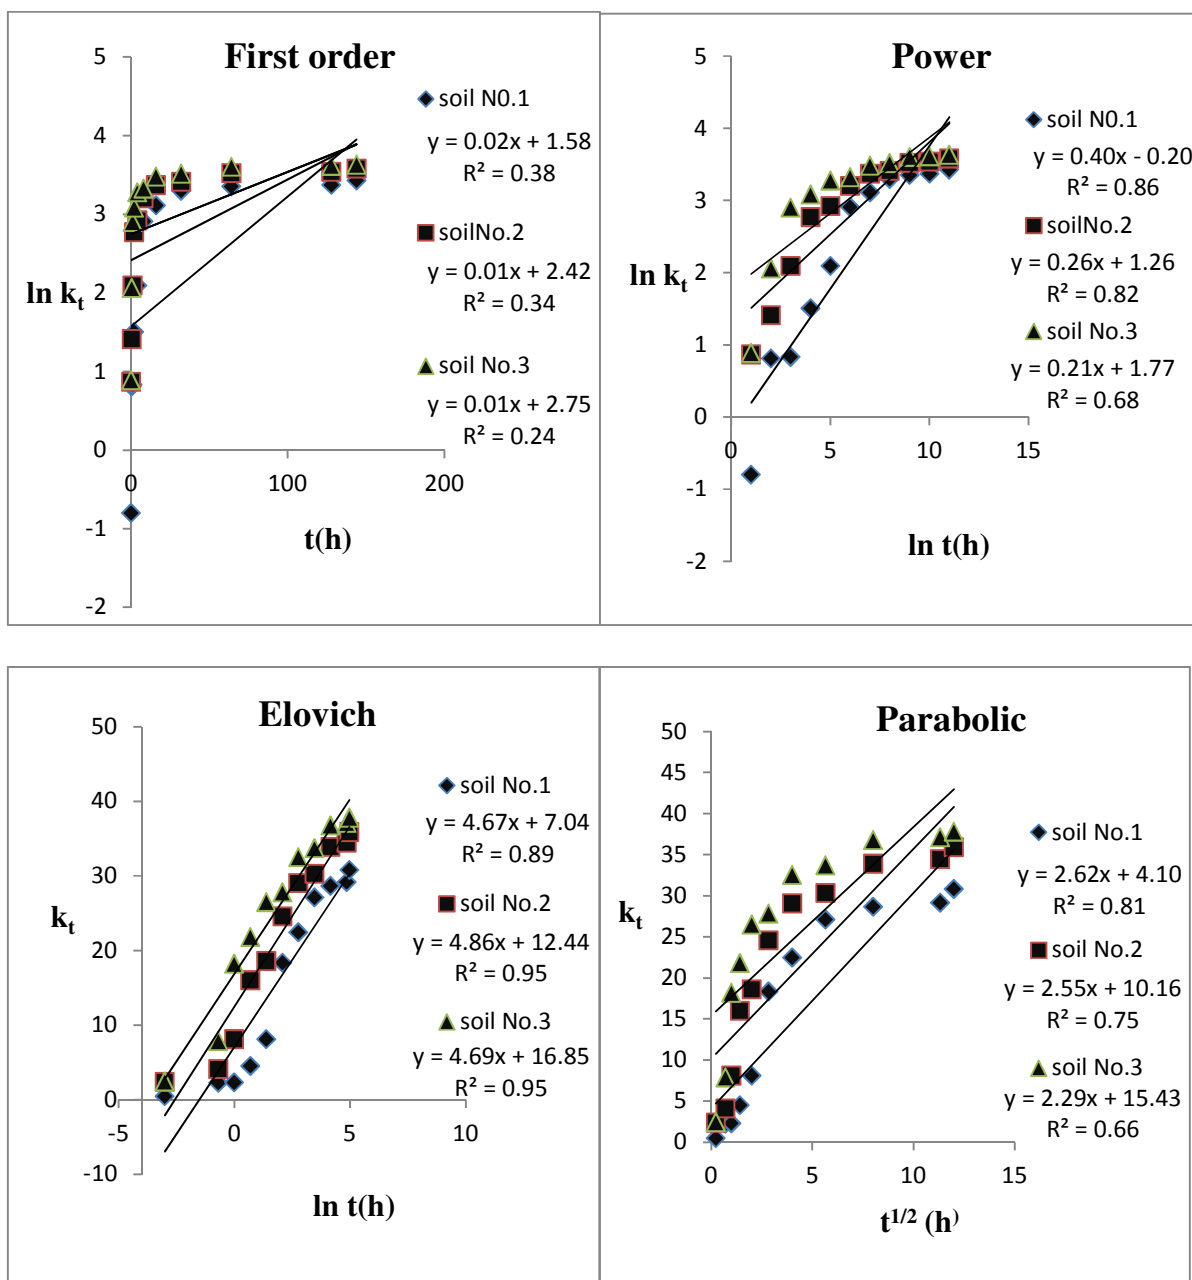 First order
5
4
3
2
1
0
-1
-2
0
100
200
ln kₜ
t(h)
soil N0.1
y = 0.02x + 1.58
R² = 0.38
soilNo.2
y = 0.01x + 2.42
R² = 0.34
soil No.3
y = 0.01x + 2.75
R² = 0.24
Power
5
4
3
2
1
0
-1
-2
0
5
10
15
ln kₜ
ln t(h)
soil N0.1
y = 0.40x - 0.20
R² = 0.86
soilNo.2
y = 0.26x + 1.26
R² = 0.82
soil No.3
y = 0.21x + 1.77
R² = 0.68
Elovich
50
40
30
20
10
0
-10
-5
0
5
10
kₜ
ln t(h)
soil No.1
y = 4.67x + 7.04
R² = 0.89
soil No.2
y = 4.86x + 12.44
R² = 0.95
soil No.3
y = 4.69x + 16.85
R² = 0.95
Parabolic
50
45
40
35
30
25
20
15
10
5
0
0
5
10
15
kₜ
t^1/2 (h)
soil No.1
y = 2.62x + 4.10
R² = 0.81
soil No.2
y = 2.55x + 10.16
R² = 0.75
soil No.3
y = 2.29x + 15.43
R² = 0.66